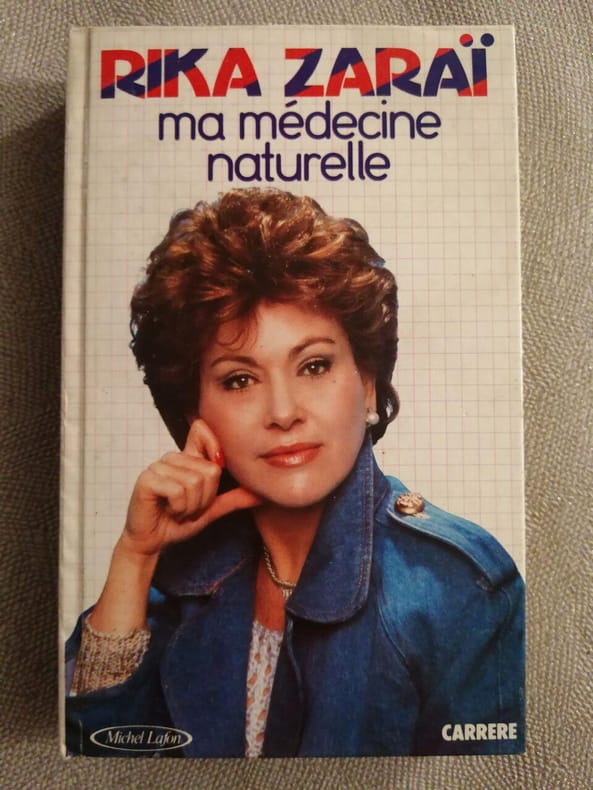 RIKA ZARAÏ
ma médecine
naturelle
Michel Lafon
CARRERE